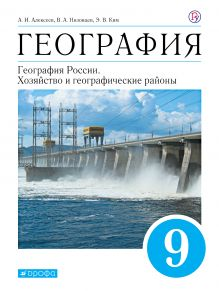 А. И. Алексеев, В. А. Низовцев, Э. В. Ким
ГЕОГРАФИЯ
География России.
Хозяйство и географические районы
9
дрофа